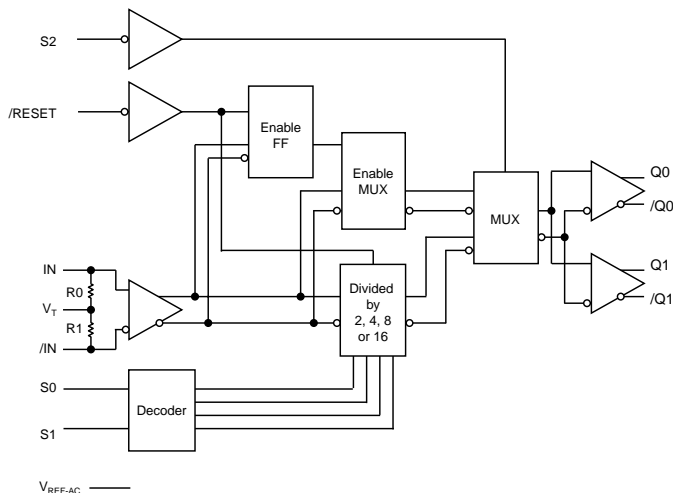 S2
/RESET
Enable
FF
Enable
MUX
MUX
Q0
/Q0
Q1
/Q1
IN
R0
VT
R1
/IN
Divided
by
2, 4, 8
or 16
S0
S1
Decoder
VREF-AC